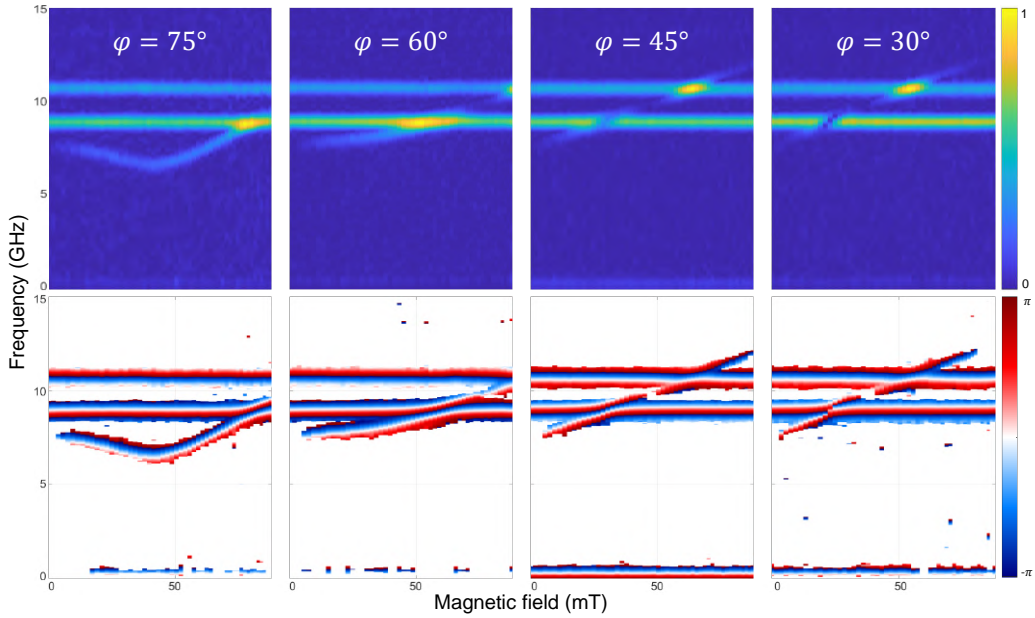 φ = 75°
φ = 60°
φ = 45°
φ = 30°
15
10
5
0
1
0
15
10
5
0
π
-π
0
50
0
50
0
50
0
50
Frequency (GHz)
Magnetic field (mT)